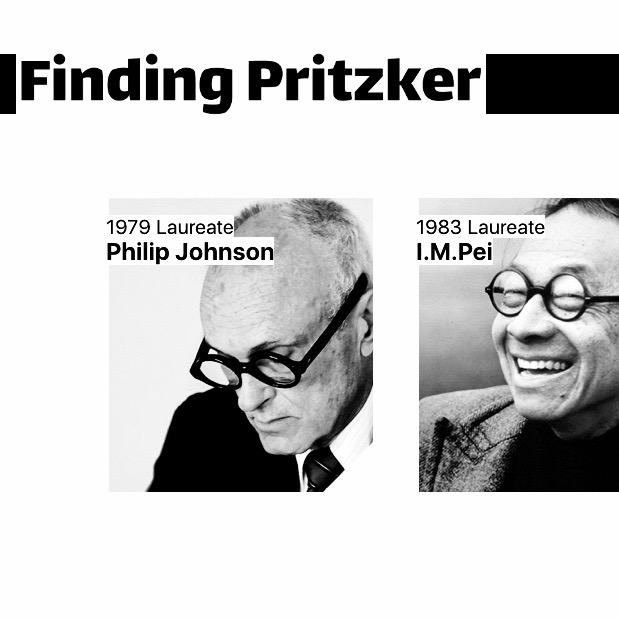 Finding Pritzker
1979 Laureate
Philip Johnson
1983 Laureate
I.M.Pei